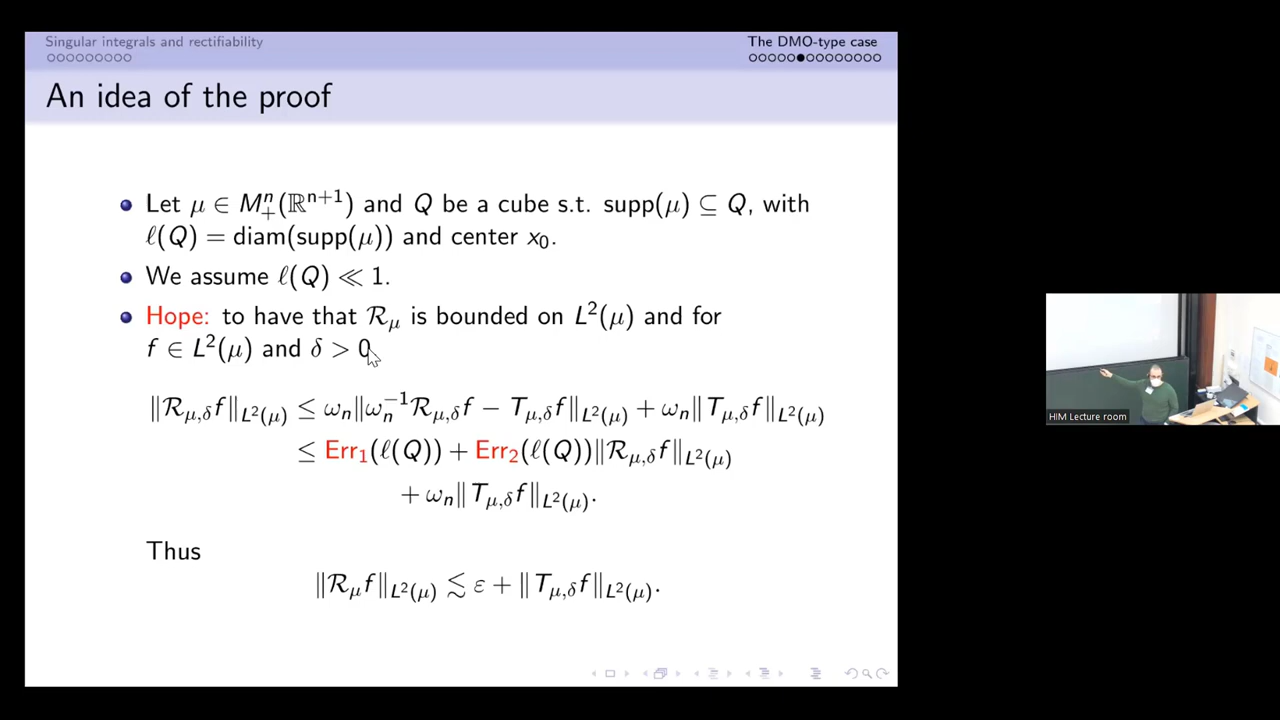 Singular integrals and rectifiability
The DMO-type case
An idea of the proof
Let μ ∈ M₊ⁿ(ℝⁿ⁺¹) and Q be a cube s.t. supp(μ) ⊆ Q, with
ℓ(Q) = diam(supp(μ)) and center x₀.
We assume ℓ(Q) ≪ 1.
Hope: to have that ℛ_μ is bounded on L²(μ) and for
f ∈ L²(μ) and δ > 0
‖ℛ_{μ,δ}f‖_{L²(μ)} ≤ ω_n‖ω_n⁻¹ℛ_{μ,δ}f − T_{μ,δ}f‖_{L²(μ)} + ω_n‖T_{μ,δ}f‖_{L²(μ)}
≤ Err₁(ℓ(Q)) + Err₂(ℓ(Q))‖ℛ_{μ,δ}f‖_{L²(μ)}
+ ω_n‖T_{μ,δ}f‖_{L²(μ)}.
Thus
‖ℛ_μf‖_{L²(μ)} ≲ ε + ‖T_{μ,δ}f‖_{L²(μ)}.
HIM Lecture room